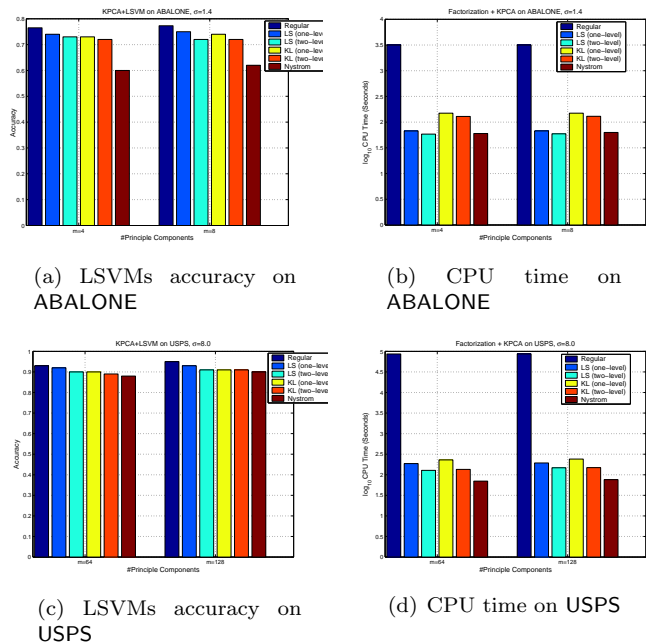 KPCA+LSVM on ABALONE, σ=1.4
0.8
0.7
0.6
0.5
0.4
0.3
0.2
0.1
0
Accuracy
Regular
LS (one−level)
LS (two−level)
KL (one−level)
KL (two−level)
Nystrom
m=4
m=8
#Principle Components
(a) LSVMs accuracy on
ABALONE
Factorization + KPCA on ABALONE, σ=1.4
4
3.5
3
2.5
2
1.5
1
0.5
0
log10 CPU Time (Seconds)
Regular
LS (one−level)
LS (two−level)
KL (one−level)
KL (two−level)
Nystrom
m=4
m=8
#Principle Components
(b) CPU time on
ABALONE
KPCA+LSVM on USPS, σ=8.0
1
0.9
0.8
0.7
0.6
0.5
0.4
0.3
0.2
0.1
0
Accuracy
Regular
LS (one−level)
LS (two−level)
KL (one−level)
KL (two−level)
Nystrom
m=64
m=128
#Principle Components
(c) LSVMs accuracy on
USPS
Factorization + KPCA on USPS, σ=8.0
5
4.5
4
3.5
3
2.5
2
1.5
1
0.5
0
log10 CPU Time (Seconds)
Regular
LS (one−level)
LS (two−level)
KL (one−level)
KL (two−level)
Nystrom
m=64
m=128
#Principle Components
(d) CPU time on USPS